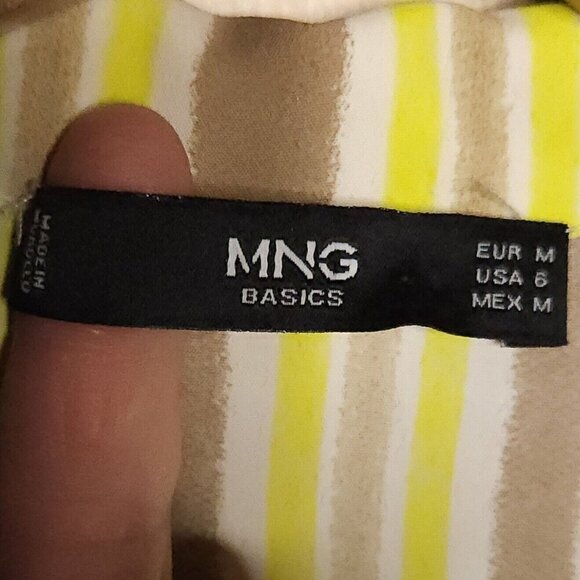 MADE IN
MNG
BASICS
EUR M
USA 6
MEX M